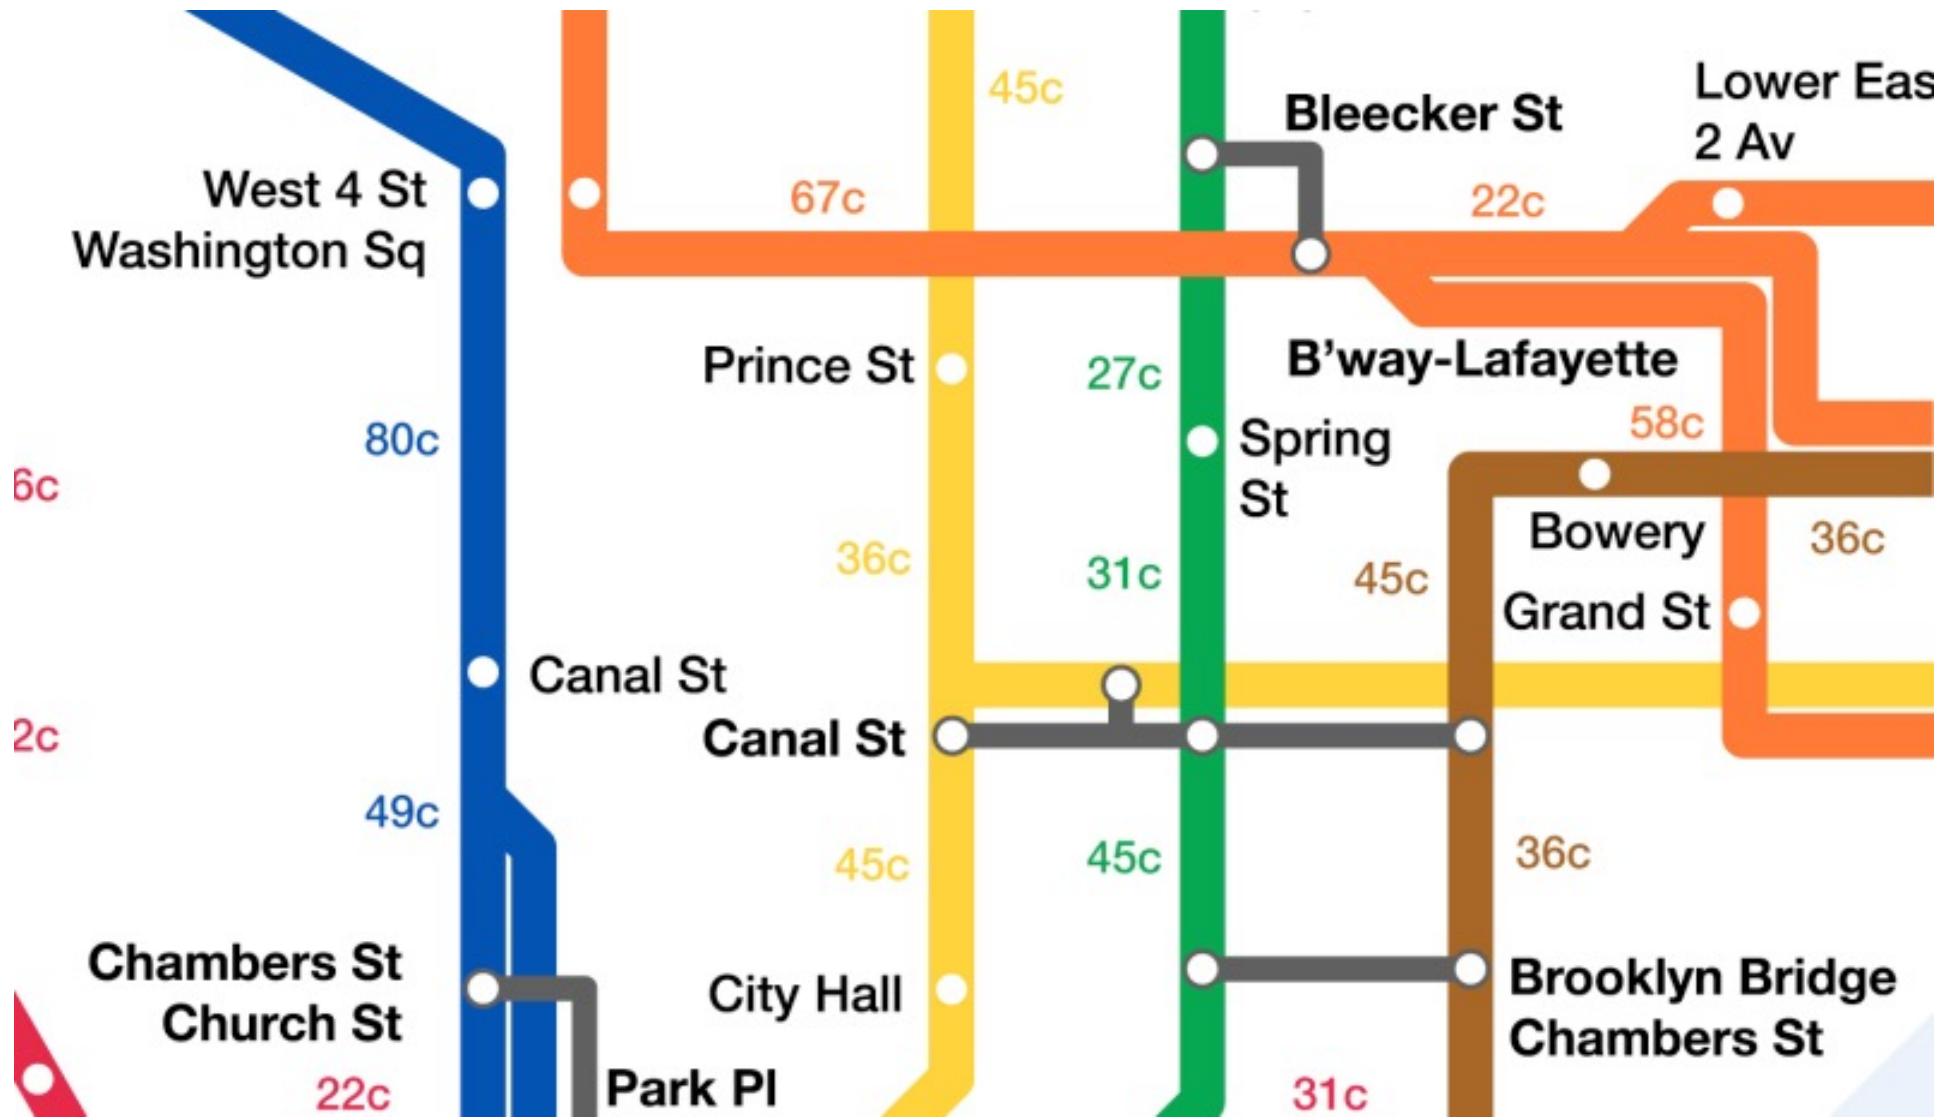 45c
Bleecker St
Lower Eas
2 Av
West 4 St
Washington Sq
67c
22c
Prince St
27c
B’way-Lafayette
58c
80c
Spring
St
6c
36c
31c
45c
Bowery
36c
Grand St
Canal St
2c
Canal St
49c
45c
45c
36c
Chambers St
Church St
City Hall
Brooklyn Bridge
Chambers St
22c
Park Pl
31c